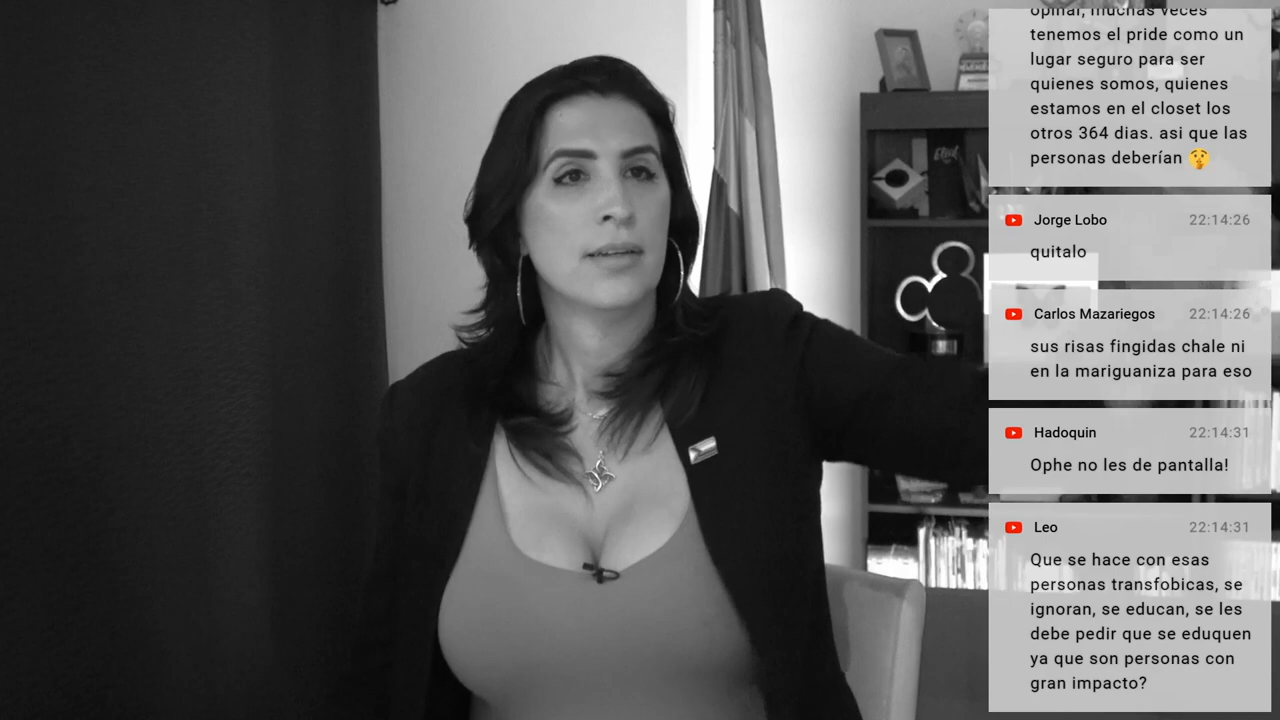 opinar, muchas veces
tenemos el pride como un
lugar seguro para ser
quienes somos, quienes
estamos en el closet los
otros 364 dias. asi que las
personas deberían 🤫
Jorge Lobo 22:14:26
quitalo
Carlos Mazariegos 22:14:26
sus risas fingidas chale ni
en la mariguaniza para eso
Hadoquin 22:14:31
Ophe no les de pantalla!
Leo 22:14:31
Que se hace con esas
personas transfobicas, se
ignoran, se educan, se les
debe pedir que se eduquen
ya que son personas con
gran impacto?